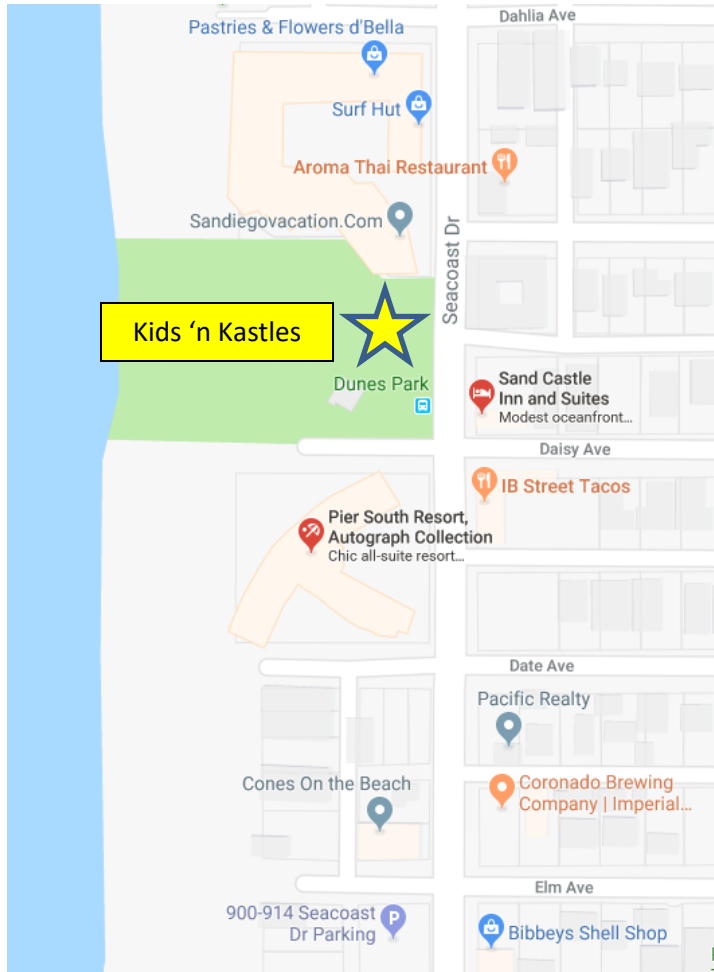 Dahlia Ave
Pastries & Flowers d'Bella
Surf Hut
Aroma Thai Restaurant
Sandiegovacation.Com
Seacoast Dr
Kids ‘n Kastles
Dunes Park
Sand Castle
Inn and Suites
Modest oceanfront...
Daisy Ave
IB Street Tacos
Pier South Resort,
Autograph Collection
Chic all-suite resort...
Date Ave
Pacific Realty
Cones On the Beach
Coronado Brewing
Company | Imperial...
Elm Ave
900-914 Seacoast
Dr Parking
P
Bibbeys Shell Shop